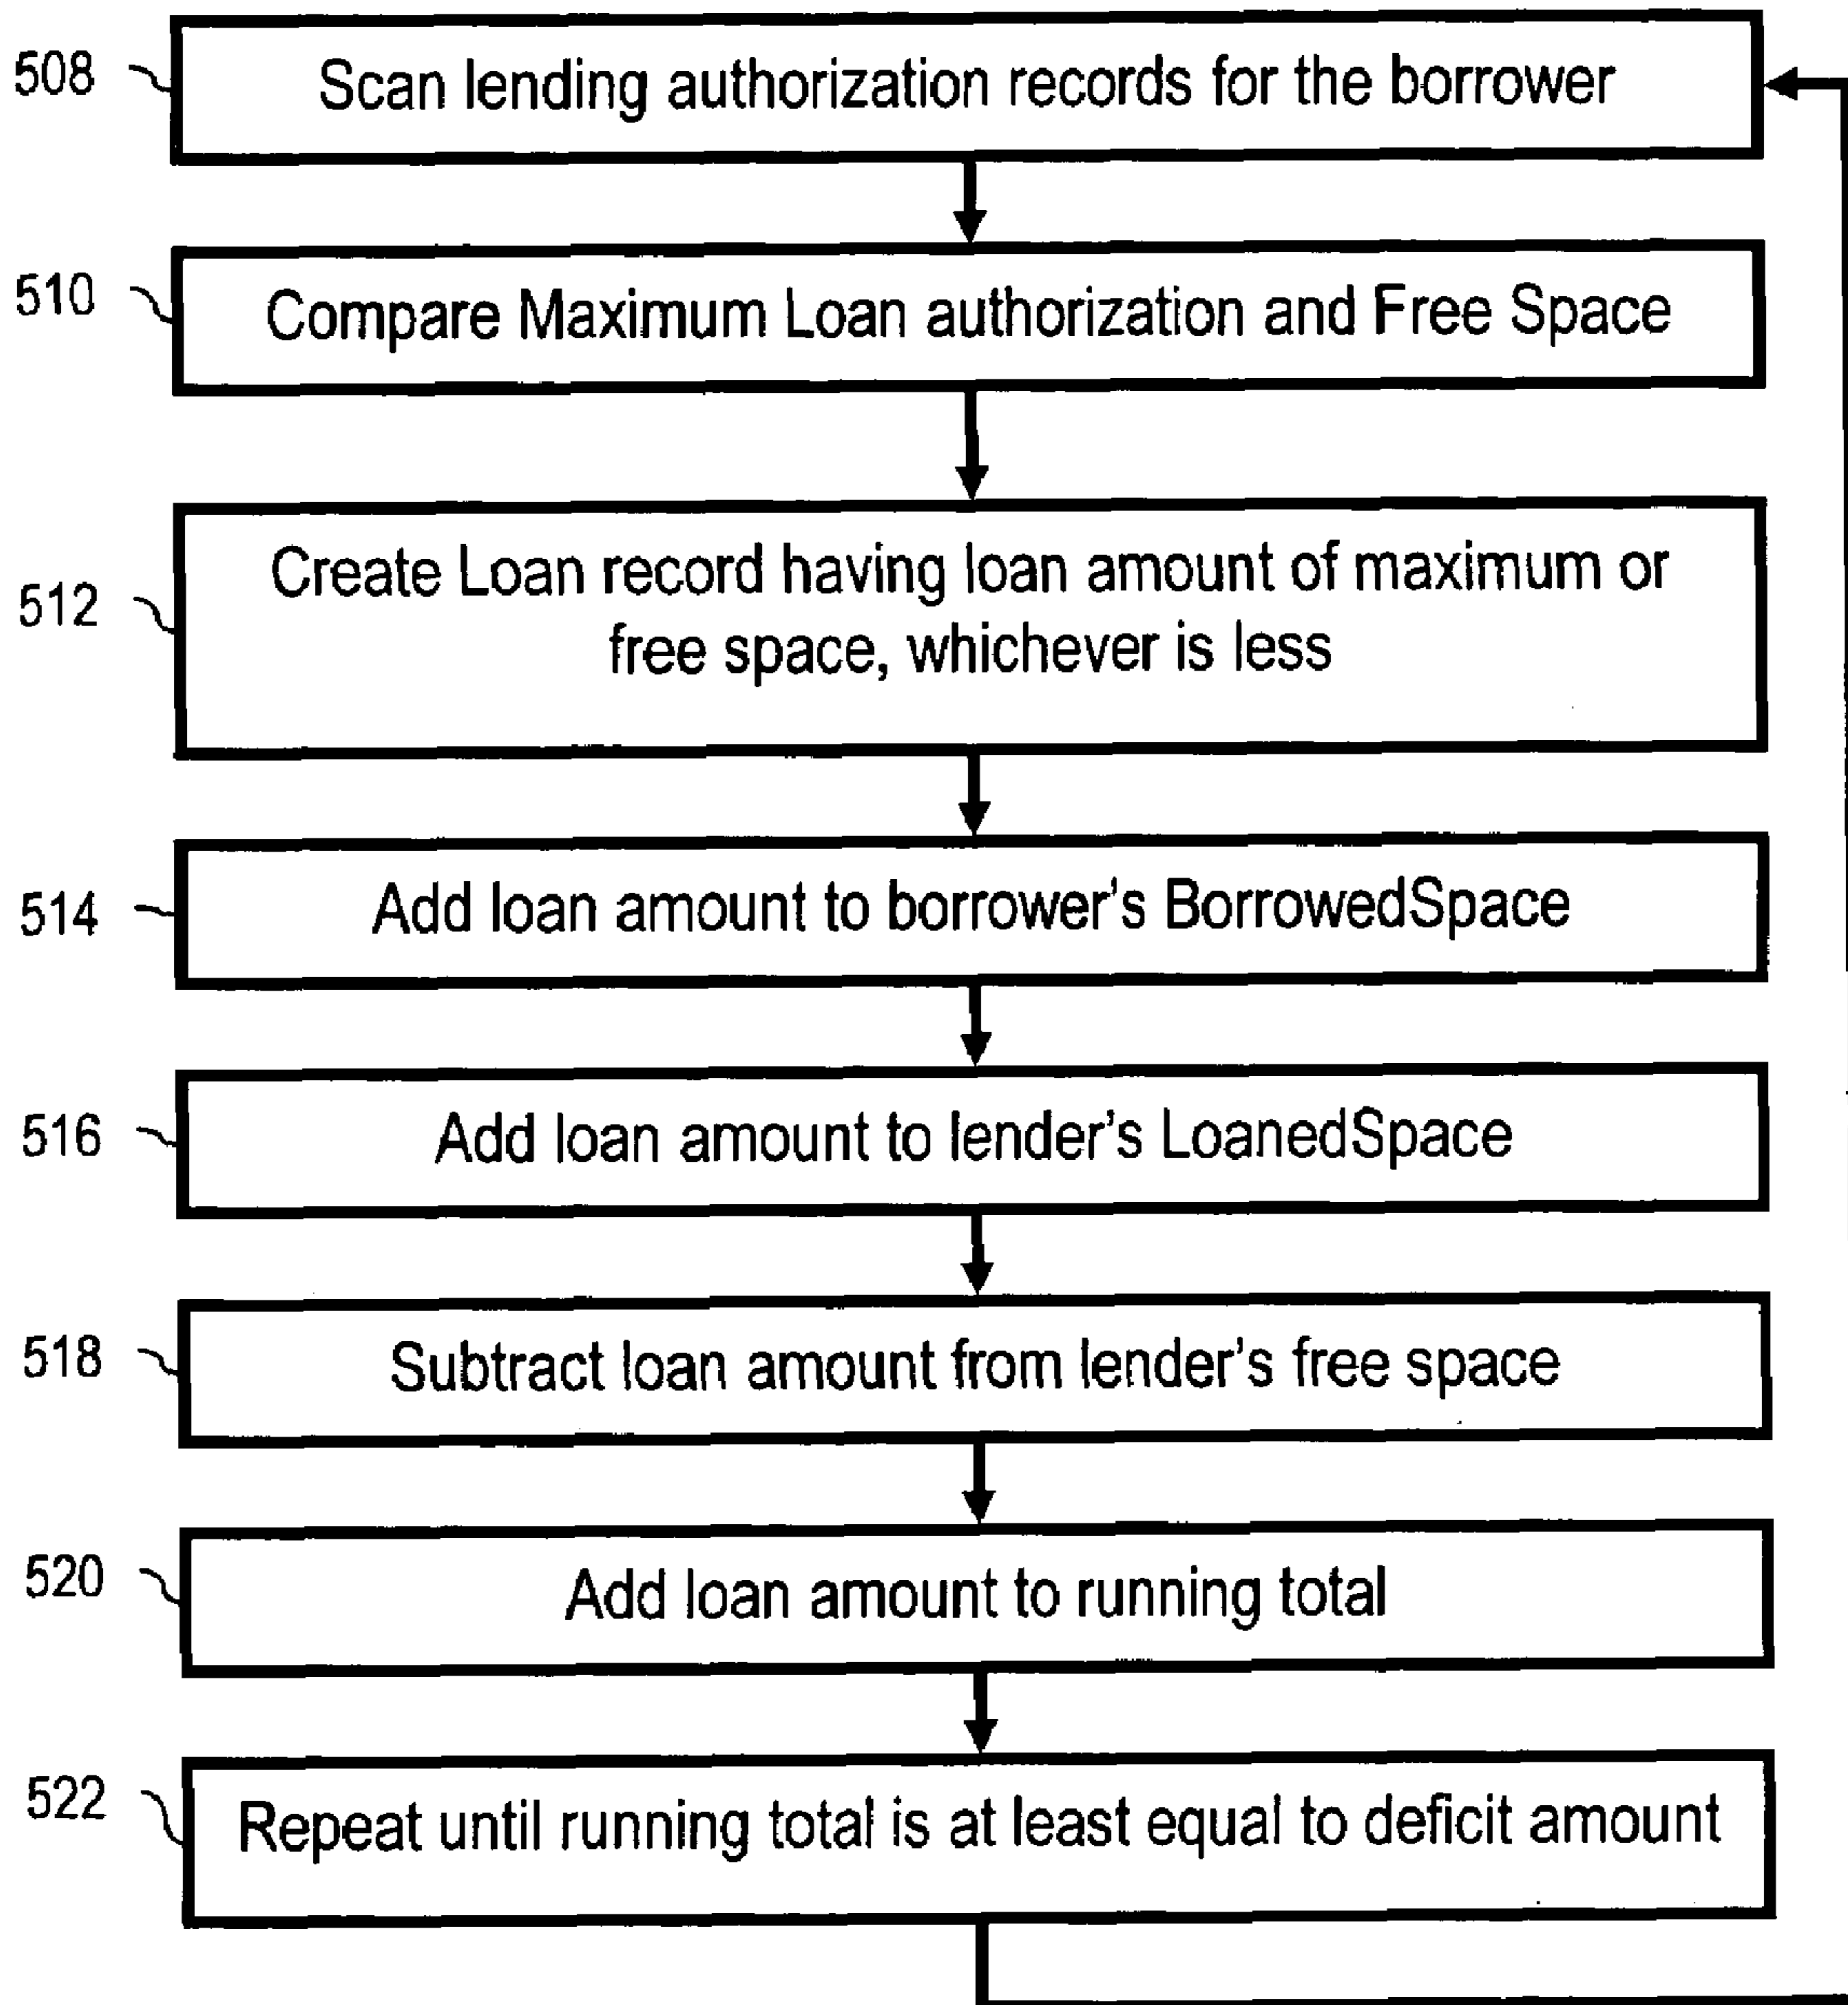 508
Scan lending authorization records for the borrower
510
Compare Maximum Loan authorization and Free Space
512
Create Loan record having loan amount of maximum or
free space, whichever is less
514
Add loan amount to borrower's BorrowedSpace
516
Add loan amount to lender's LoanedSpace
518
Subtract loan amount from lender's free space
520
Add loan amount to running total
522
Repeat until running total is at least equal to deficit amount